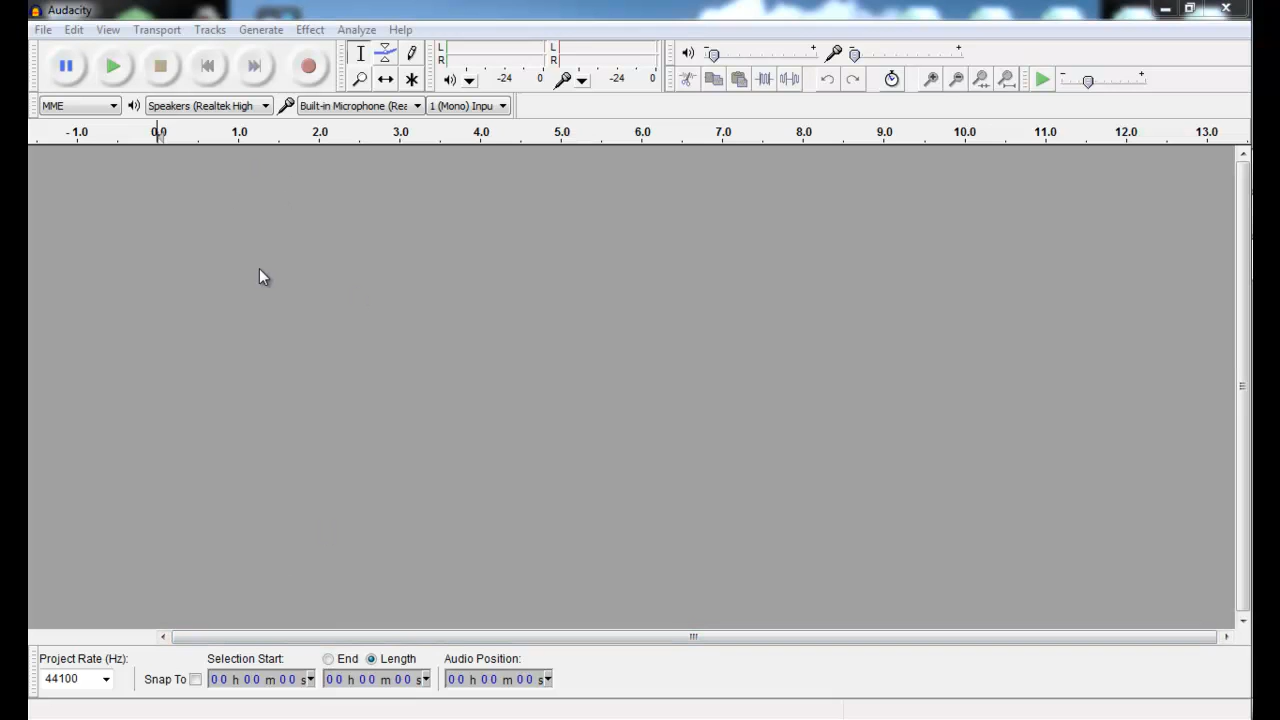 Audacity
File Edit View Transport Tracks Generate Effect Analyze Help
L
R
-24 0
L
R
-24 0
MME
Speakers (Realtek High
Built-in Microphone (Rea
1 (Mono) Inpu
- 1.0 0.0 1.0 2.0 3.0 4.0 5.0 6.0 7.0 8.0 9.0 10.0 11.0 12.0 13.0
Project Rate (Hz):
44100
Snap To
Selection Start:
00 h 00 m 00 s
End Length
00 h 00 m 00 s
Audio Position:
00 h 00 m 00 s